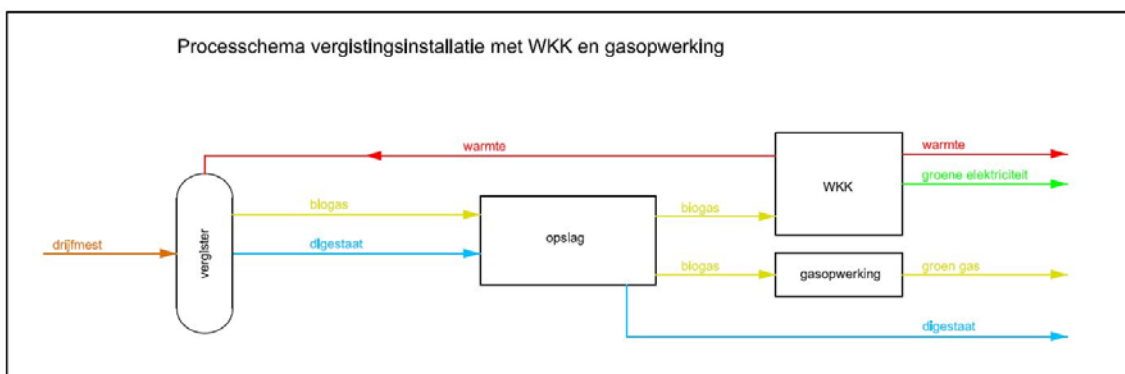 Processchema vergistingsinstallatie met WKK en gasopwerking
warmte
warmte
WKK
groene elektriciteit
biogas
biogas
opslag
drijfmest
vergister
digestaat
biogas
gasopwerking
groen gas
digestaat